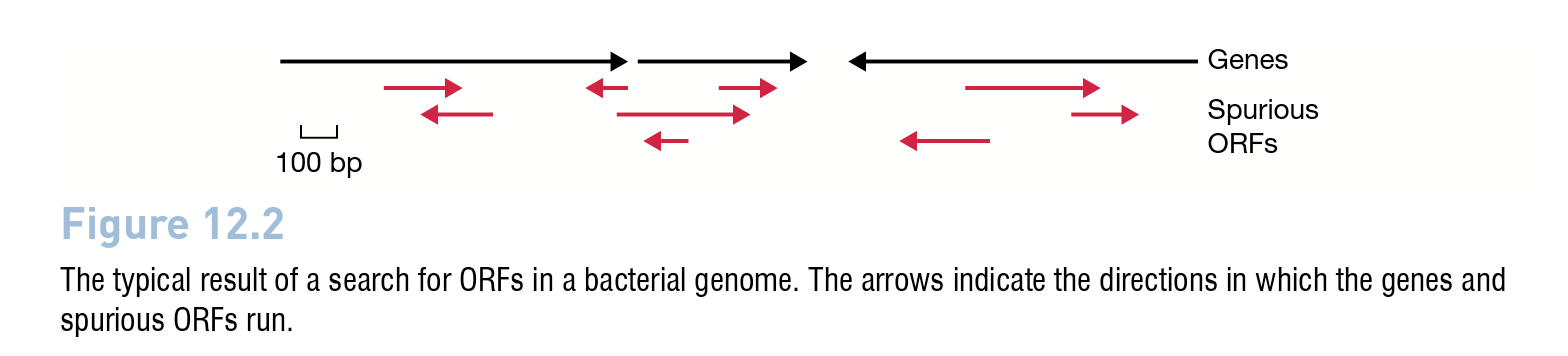 Genes
Spurious
ORFs
100 bp
Figure 12.2
The typical result of a search for ORFs in a bacterial genome. The arrows indicate the directions in which the genes and
spurious ORFs run.